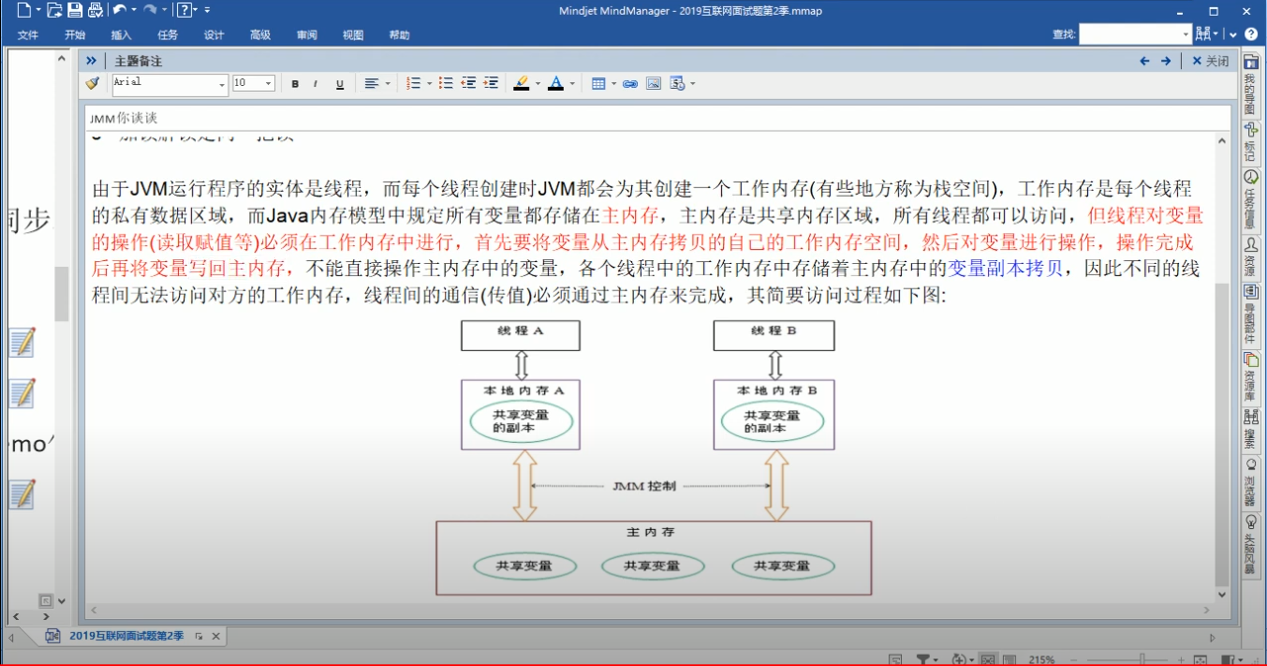 Mindjet MindManager - 2019互联网面试题第2季.mmap
文件 开始 插入 任务 设计 高级 审阅 视图 帮助
查找:
主题备注
关闭
Arial 10 B I U
JMM你谈谈
由于JVM运行程序的实体是线程，而每个线程创建时JVM都会为其创建一个工作内存(有些地方称为栈空间)，工作内存是每个线程
的私有数据区域，而Java内存模型中规定所有变量都存储在主内存，主内存是共享内存区域，所有线程都可以访问，但线程对变量
的操作(读取赋值等)必须在工作内存中进行，首先要将变量从主内存拷贝的自己的工作内存空间，然后对变量进行操作，操作完成
后再将变量写回主内存，不能直接操作主内存中的变量，各个线程中的工作内存中存储着主内存中的变量副本拷贝，因此不同的线
程间无法访问对方的工作内存，线程间的通信(传值)必须通过主内存来完成，其简要访问过程如下图:
线程A
线程B
本地内存A
本地内存B
共享变量
的副本
共享变量
的副本
JMM控制
主内存
共享变量 共享变量 共享变量
同步
emo
我的导图
标记
任务信息
资源
导图部件
资源库
搜索
浏览器
头脑风暴
2019互联网面试题第2季
215%